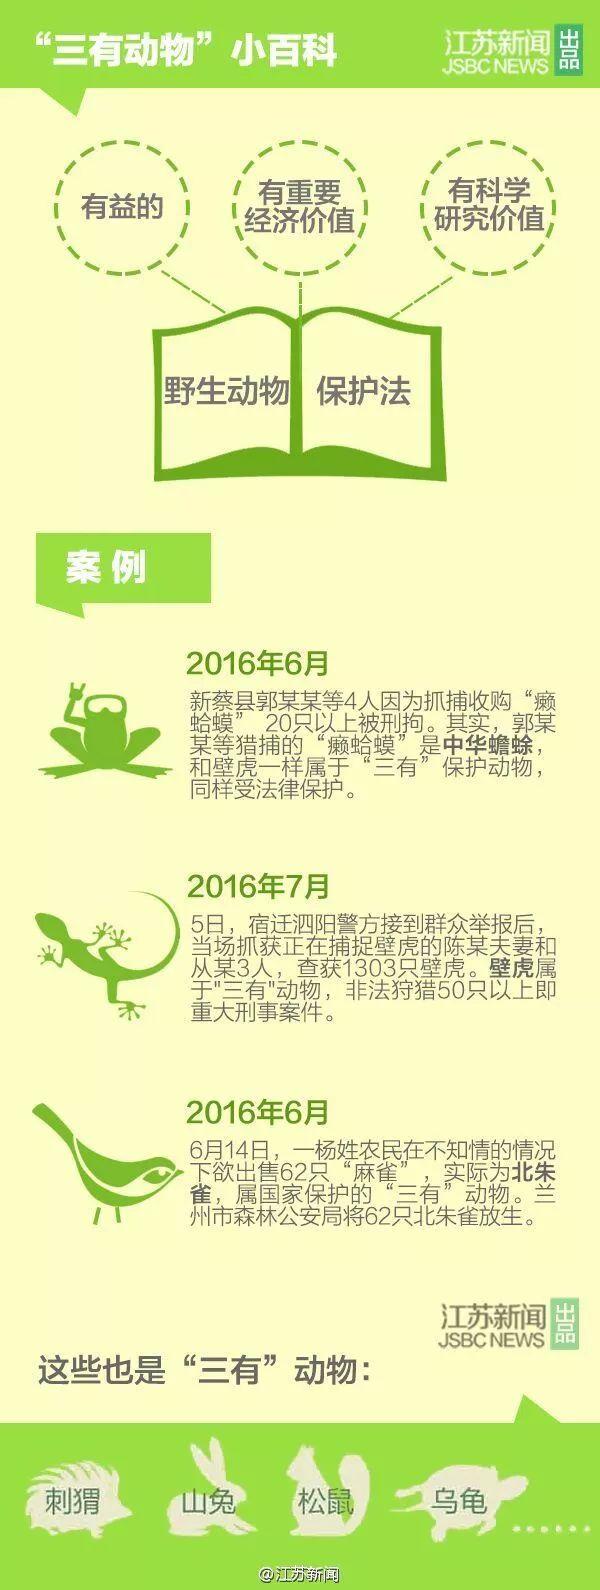 “三有动物”小百科
江苏新闻
JSBC NEWS
出品
有益的
有重要
经济价值
有科学
研究价值
野生动物 保护法
案例
2016年6月
新蔡县郭某某等4人因为抓捕收购“癞
蛤蟆” 20只以上被刑拘。其实，郭某
某等猎捕的“癞蛤蟆”是中华蟾蜍，
和壁虎一样属于“三有”保护动物，
同样受法律保护。
2016年7月
5日，宿迁泗阳警方接到群众举报后，
当场抓获正在捕捉壁虎的陈某夫妻和
从某3人，查获1303只壁虎。壁虎属
于"三有"动物，非法狩猎50只以上即
重大刑事案件。
2016年6月
6月14日，一杨姓农民在不知情的情况
下欲出售62只“麻雀”，实际为北朱
雀，属国家保护的“三有”动物。兰
州市森林公安局将62只北朱雀放生。
江苏新闻
JSBC NEWS
出品
这些也是“三有”动物：
刺猬 山兔 松鼠 乌龟 ······
@江苏新闻